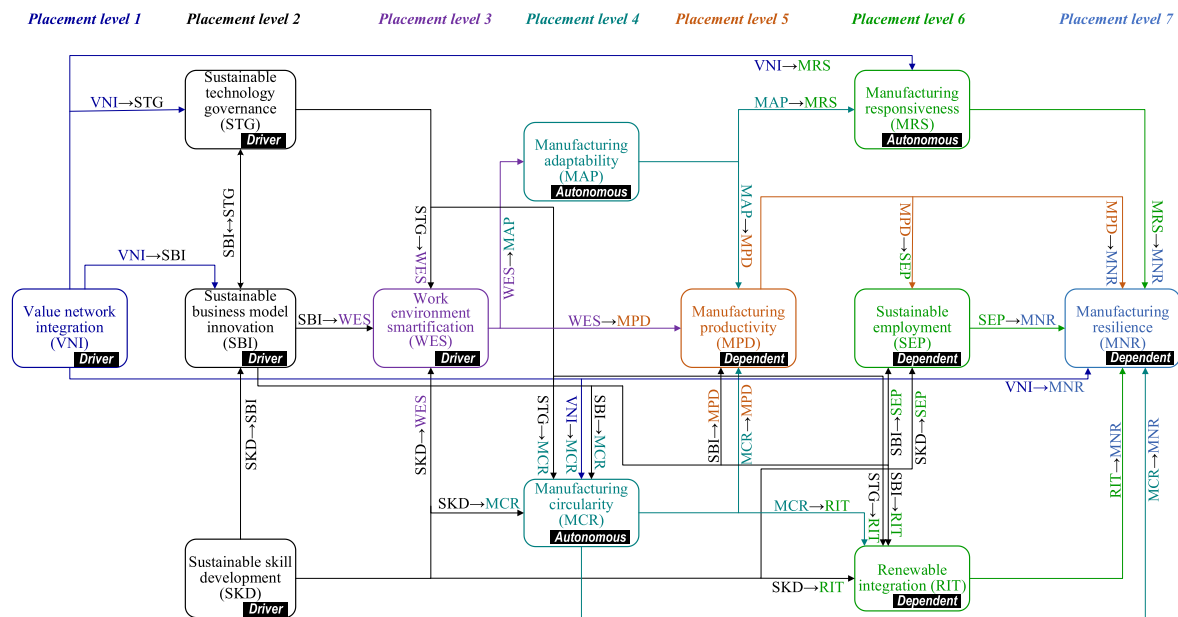 Placement level 1
Placement level 2
Placement level 3
Placement level 4
Placement level 5
Placement level 6
Placement level 7
VNI→MRS
Sustainable
technology
governance
(STG)
Driver
VNI→STG
Manufacturing
responsiveness
(MRS)
Autonomous
MAP→MRS
Manufacturing
adaptability
(MAP)
Autonomous
SBI↔STG
STG→WES
WES→MAP
MAP→MPD
MPD→SEP
MPD→MNR
MRS→MNR
VNI→SBI
Value network
integration
(VNI)
Driver
Sustainable
business model
innovation
(SBI)
Driver
SBI→WES
Work
environment
smartification
(WES)
Driver
WES→MPD
Manufacturing
productivity
(MPD)
Dependent
Sustainable
employment
(SEP)
Dependent
SEP→MNR
Manufacturing
resilience
(MNR)
Dependent
VNI→MNR
SKD→SBI
SKD→WES
STG→MCR
VNI→MCR
SBI→MCR
SBI→MPD
MCR→MPD
SBI→SEP
SKD→SEP
STG→RIT
SBI→RIT
RIT→MNR
MCR→MNR
SKD→MCR
Manufacturing
circularity
(MCR)
Autonomous
MCR→RIT
Sustainable skill
development
(SKD)
Driver
SKD→RIT
Renewable
integration (RIT)
Dependent